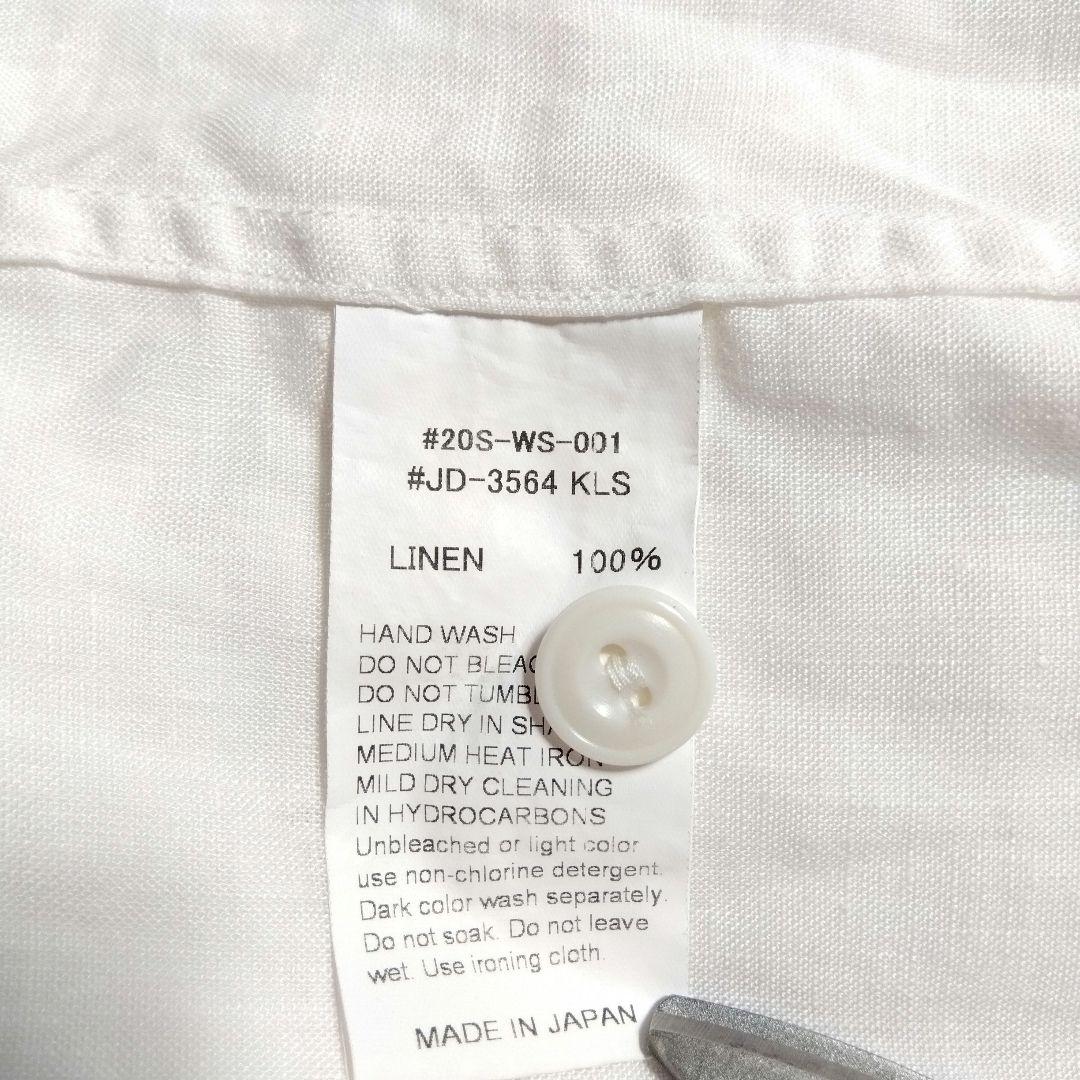 #20S-WS-001
#JD-3564 KLS
LINEN 100%
HAND WASH
DO NOT
DO NOT
LINE DRY IN
MEDIUM HEAT IRON
MILD DRY CLEANING
IN HYDROCARBONS
Unbleached or light color
use non-chlorine detergent.
Dark color wash separately.
Do not soak. Do not leave
wet. Use ironing cloth.
MADE IN JAPAN